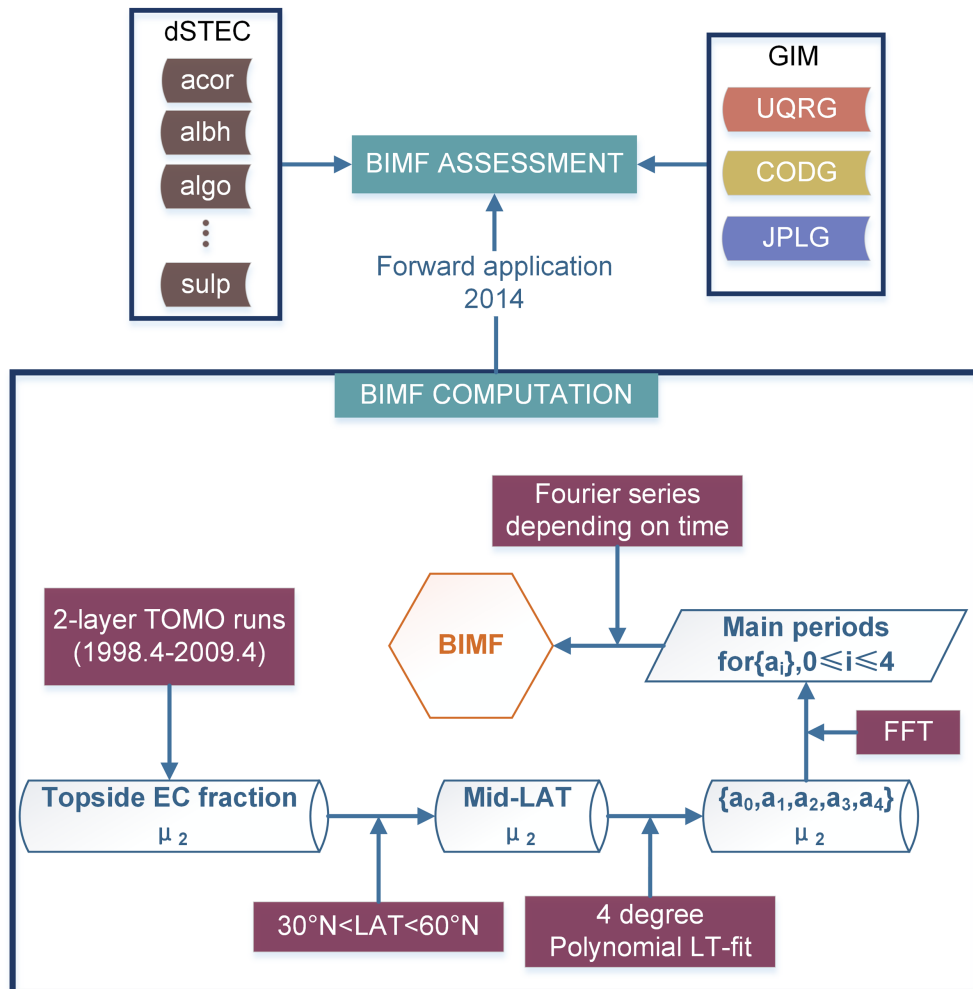 dSTEC
acor
albh
algo
⋮
sulp
BIMF ASSESSMENT
GIM
UQRG
CODG
JPLG
Forward application
2014
BIMF COMPUTATION
Fourier series
depending on time
2-layer TOMO runs
(1998.4-2009.4)
BIMF
Main periods
for{aᵢ},0≤i≤4
FFT
Topside EC fraction
μ ₂
Mid-LAT
μ ₂
{a₀,a₁,a₂,a₃,a₄}
μ ₂
30°N<LAT<60°N
4 degree
Polynomial LT-fit